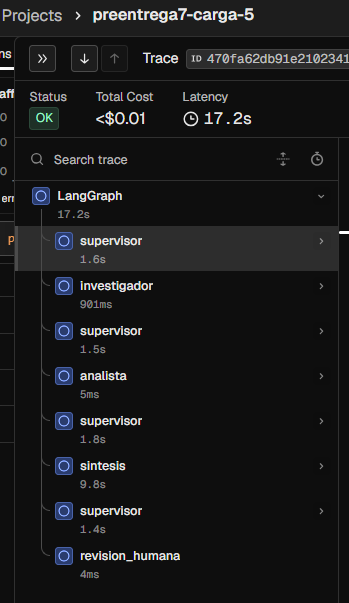 Projects > preentrega7-carga-5
Trace ID 470fa62db91e2102341
Status Total Cost Latency
OK <$0.01 17.2s
Search trace
LangGraph
17.2s
supervisor
1.6s
investigador
901ms
supervisor
1.5s
analista
5ms
supervisor
1.8s
sintesis
9.8s
supervisor
1.4s
revision_humana
4ms